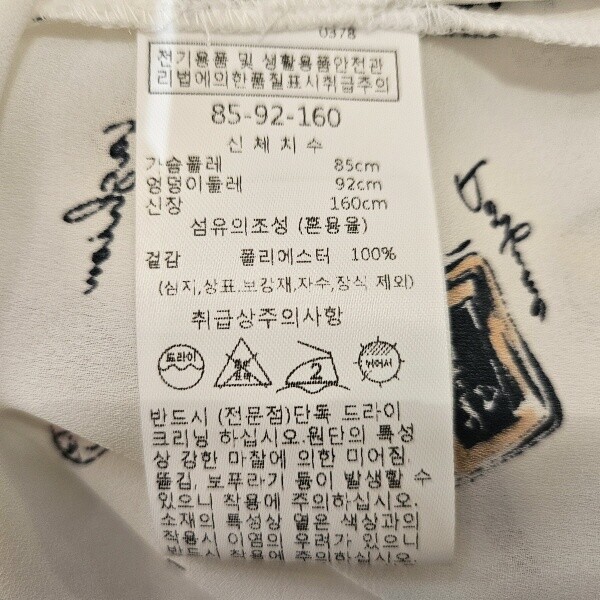 0378
전기용품 및 생활용품안전관
리법에의한품질표시취급주의
85-92-160
신체치수
가슴둘레 85cm
엉덩이둘레 92cm
신장 160cm
섬유의조성 (혼용율)
겉감 폴리에스터 100%
(심지,상표,보강재,자수,장식 제외)
취급상주의사항
드라이
2
뉘어서
반드시 (전문점)단독 드라이
크리닝 하십시오.원단의 특성
상 강한 마찰에 의한 미어짐.
뜯김, 보푸라기 등이 발생할 수
있으니 착용에 주의하십시오.
소재의 특성상 옅은 색상과의
착용시 이염의 우려가 있으니
반드시 착용에 주의하십시오.